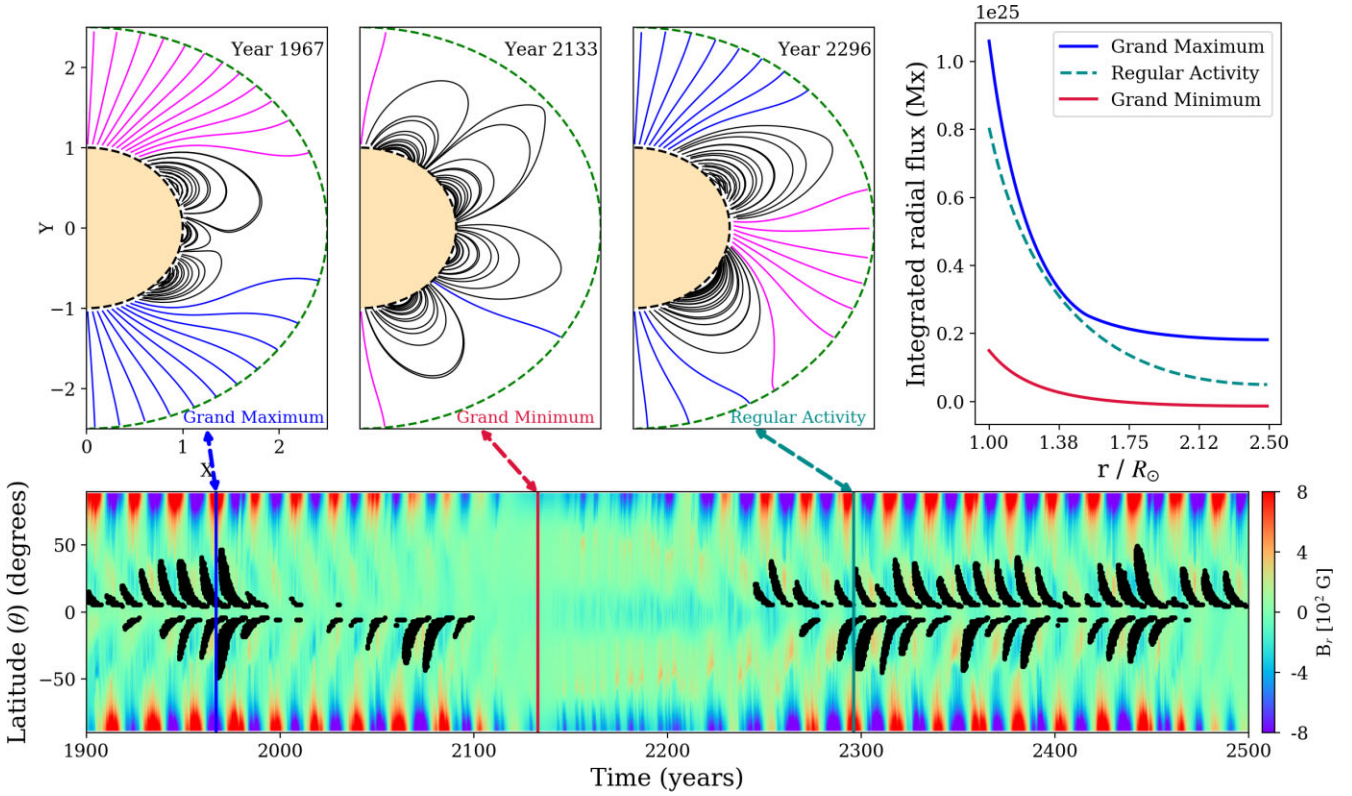 Year 1967
2
1
0
−1
−2
Y
Grand Maximum
0
1
2
X
Year 2133
Grand Minimum
Year 2296
Regular Activity
1e25
Integrated radial flux (Mx)
1.0
0.8
0.6
0.4
0.2
0.0
Grand Maximum
Regular Activity
Grand Minimum
1.00 1.38 1.75 2.12 2.50
r / R⊙
Latitude (θ) (degrees)
50
0
−50
1900 2000 2100 2200 2300 2400 2500
Time (years)
8
4
0
-4
-8
Br [10² G]